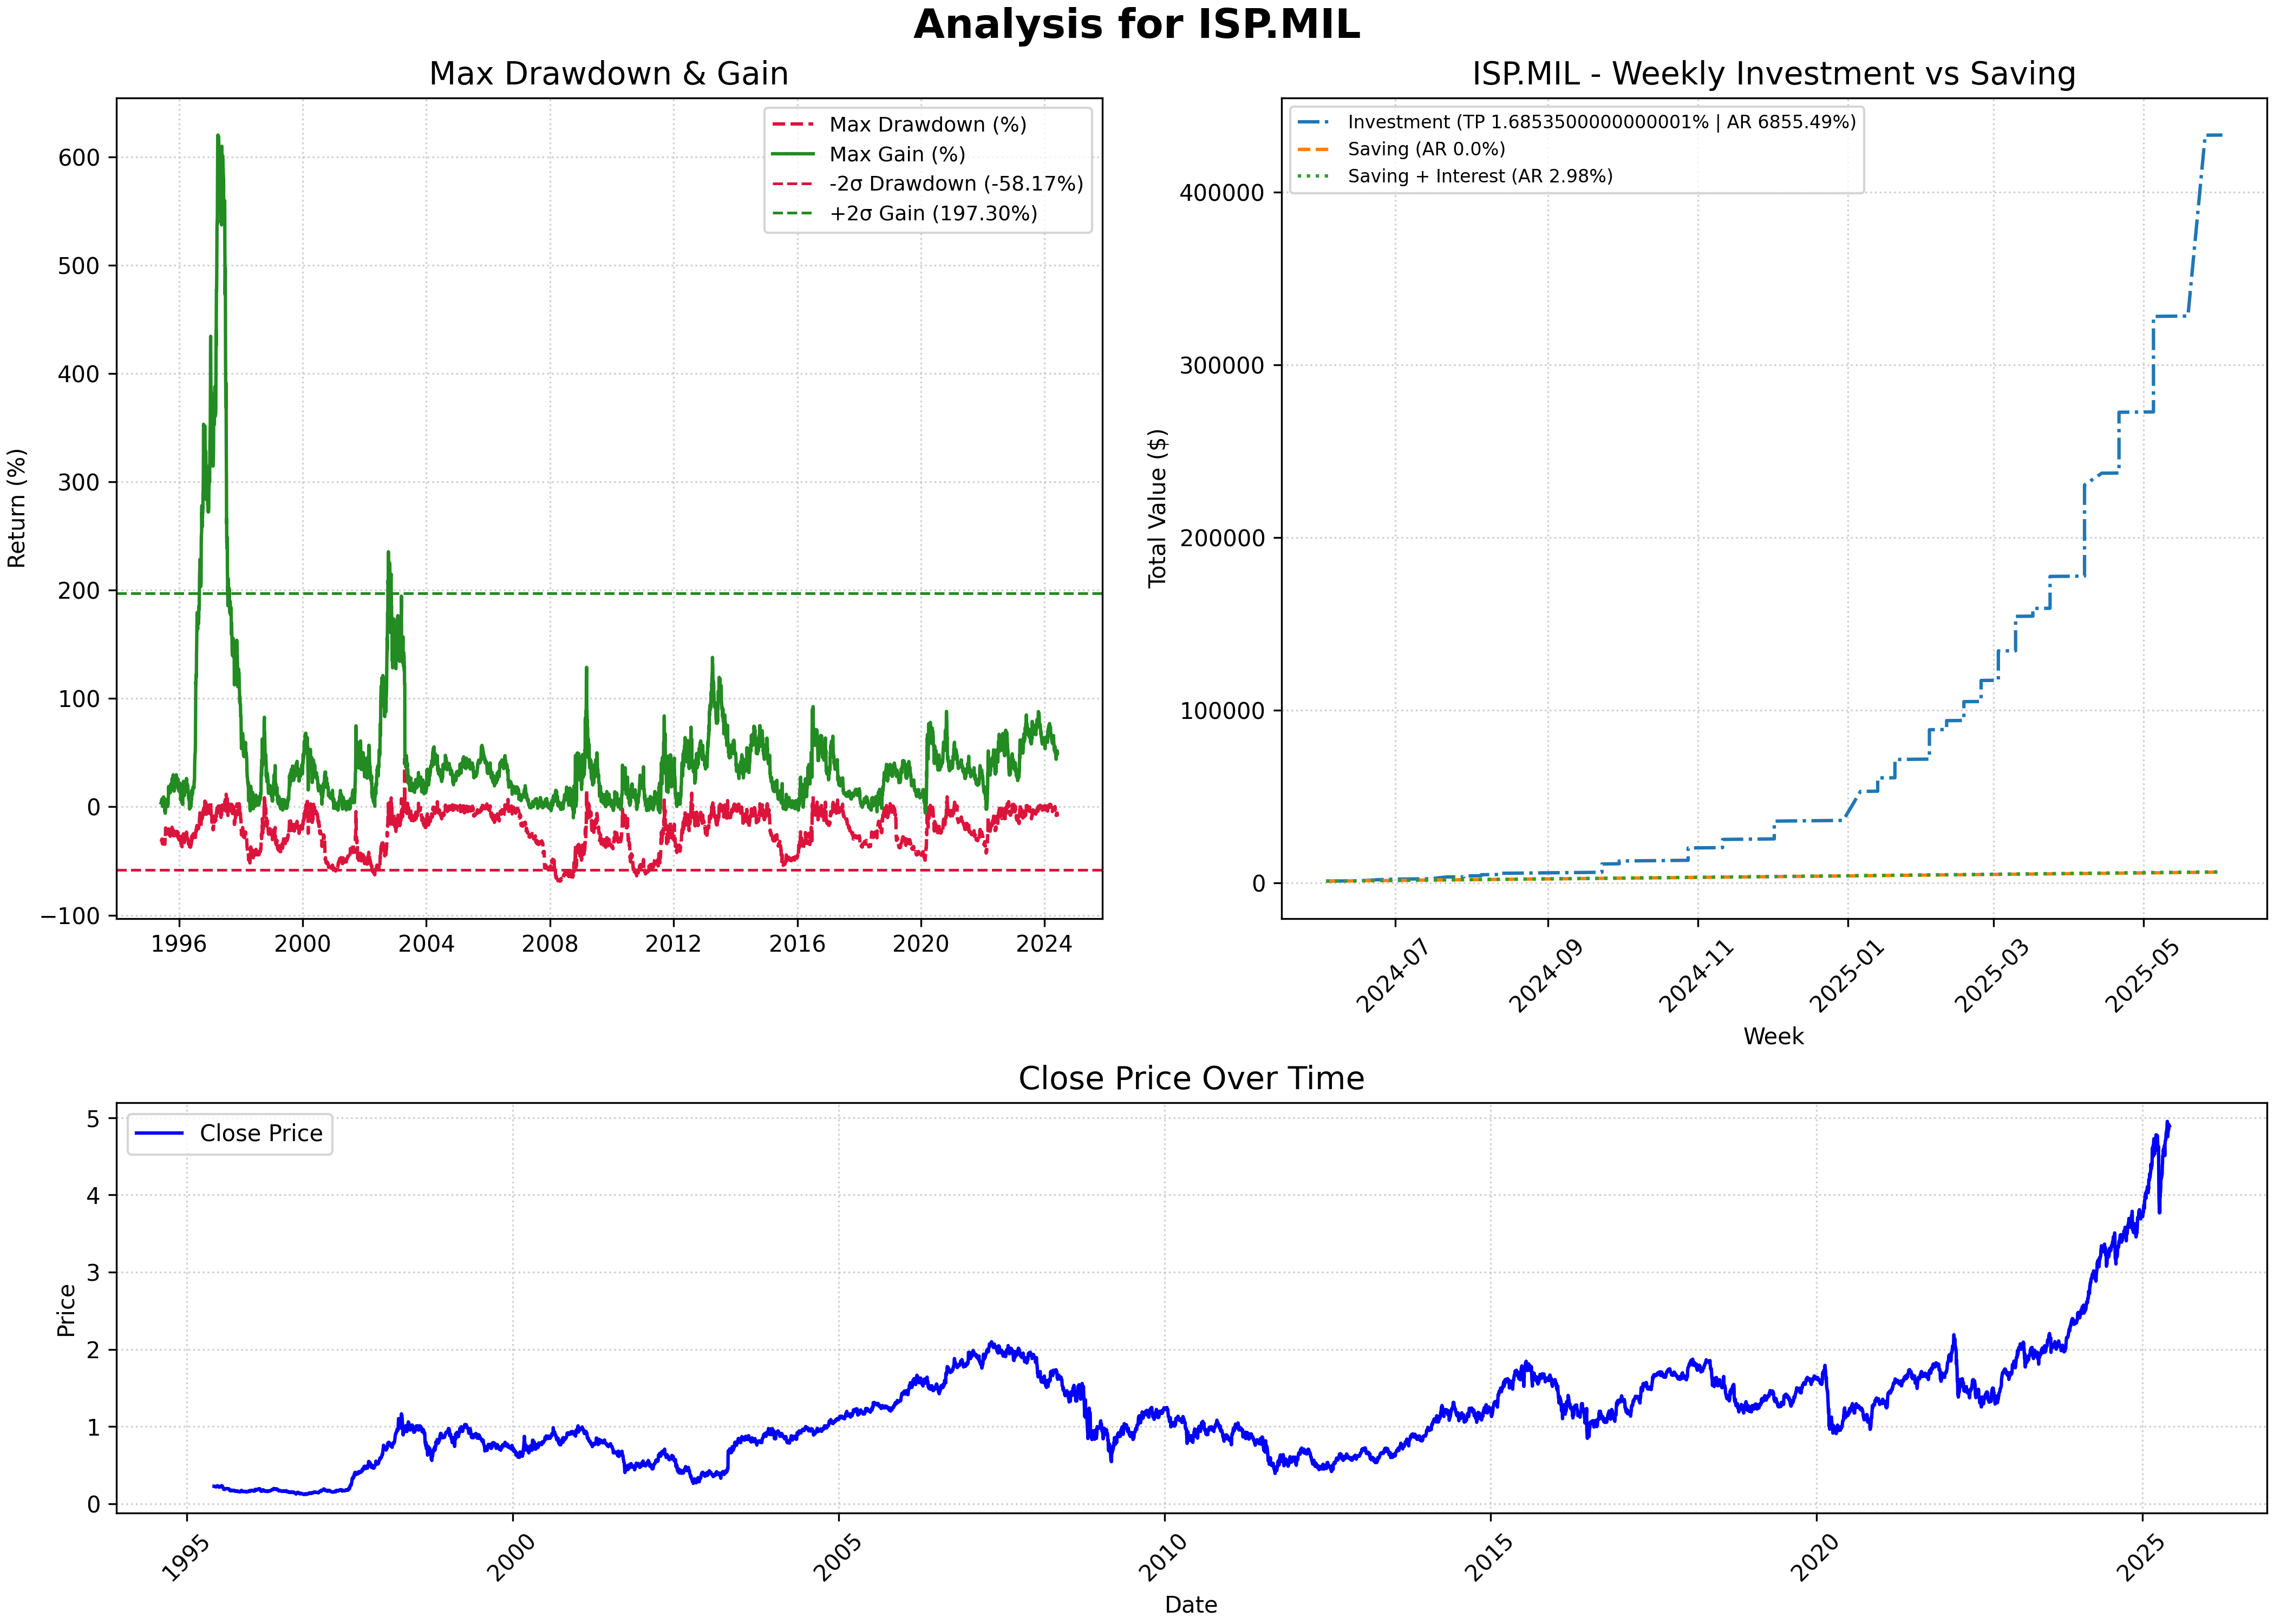 Analysis for ISP.MIL
Max Drawdown & Gain
Max Drawdown (%)
Max Gain (%)
-2σ Drawdown (-58.17%)
+2σ Gain (197.30%)
Return (%)
600
500
400
300
200
100
0
−100
1996
2000
2004
2008
2012
2016
2020
2024
ISP.MIL - Weekly Investment vs Saving
Investment (TP 1.6853500000000001% | AR 6855.49%)
Saving (AR 0.0%)
Saving + Interest (AR 2.98%)
Total Value ($)
400000
300000
200000
100000
0
2024-07
2024-09
2024-11
2025-01
2025-03
2025-05
Week
Close Price Over Time
Close Price
Price
5
4
3
2
1
0
1995
2000
2005
2010
2015
2020
2025
Date